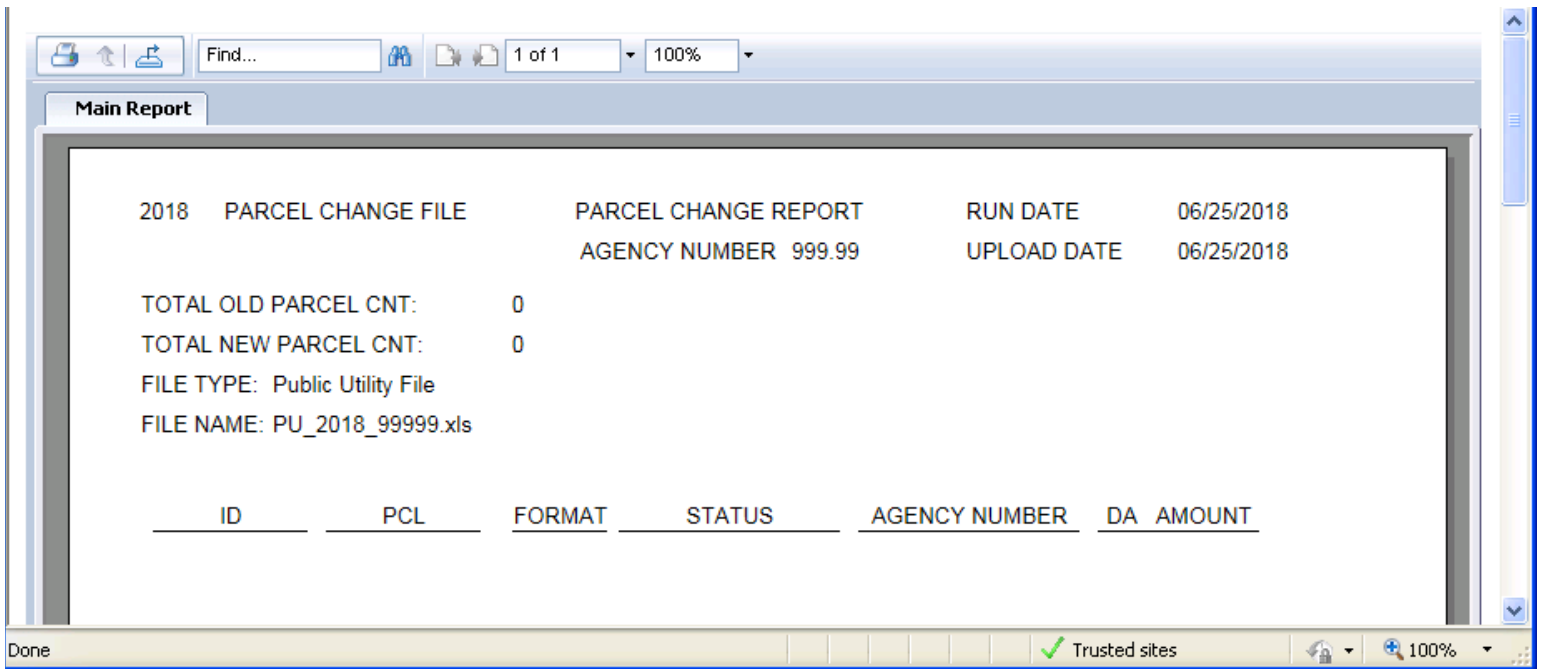 Find... 1 of 1 100%
Main Report
2018 PARCEL CHANGE FILE PARCEL CHANGE REPORT RUN DATE 06/25/2018
AGENCY NUMBER 999.99 UPLOAD DATE 06/25/2018
TOTAL OLD PARCEL CNT: 0
TOTAL NEW PARCEL CNT: 0
FILE TYPE: Public Utility File
FILE NAME: PU_2018_99999.xls
ID PCL FORMAT STATUS AGENCY NUMBER DA AMOUNT
Done Trusted sites 100%